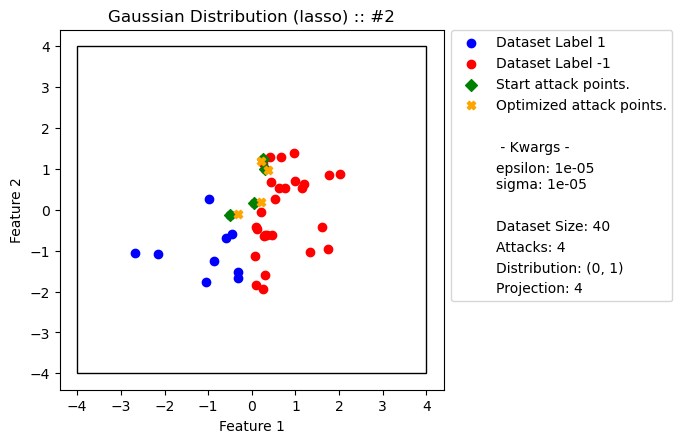 Gaussian Distribution (lasso) :: #2
4
3
2
1
0
−1
−2
−3
−4
Feature 2
−4
−3
−2
−1
0
1
2
3
4
Feature 1
Dataset Label 1
Dataset Label -1
Start attack points.
Optimized attack points.
- Kwargs -
epsilon: 1e-05
sigma: 1e-05
Dataset Size: 40
Attacks: 4
Distribution: (0, 1)
Projection: 4